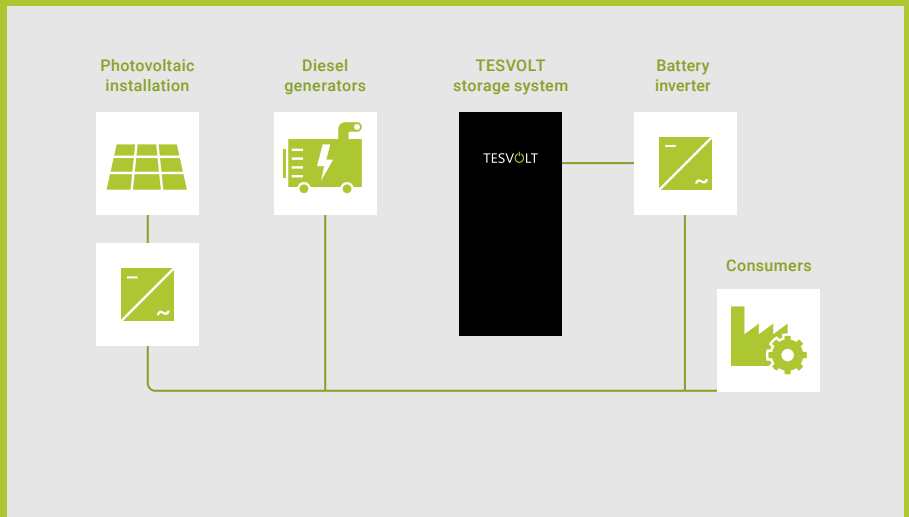 Photovoltaic
installation
Diesel
generators
TESVOLT
storage system
Battery
inverter
TESVOLT
Consumers